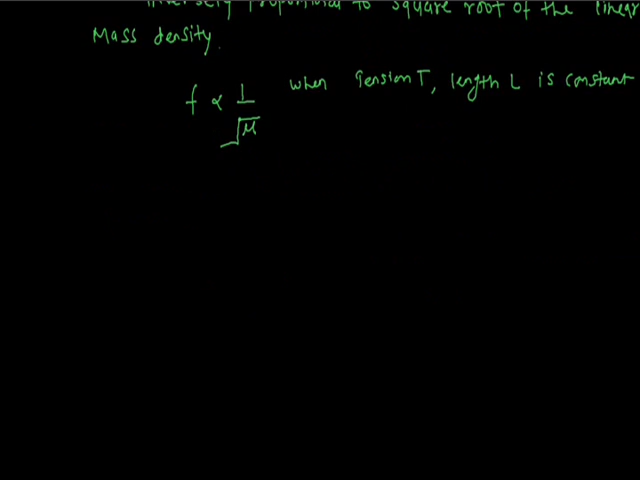 inversely proportional to square root of the linear
Mass density.
f ∝ 1/√μ when Tension T, length L is constant